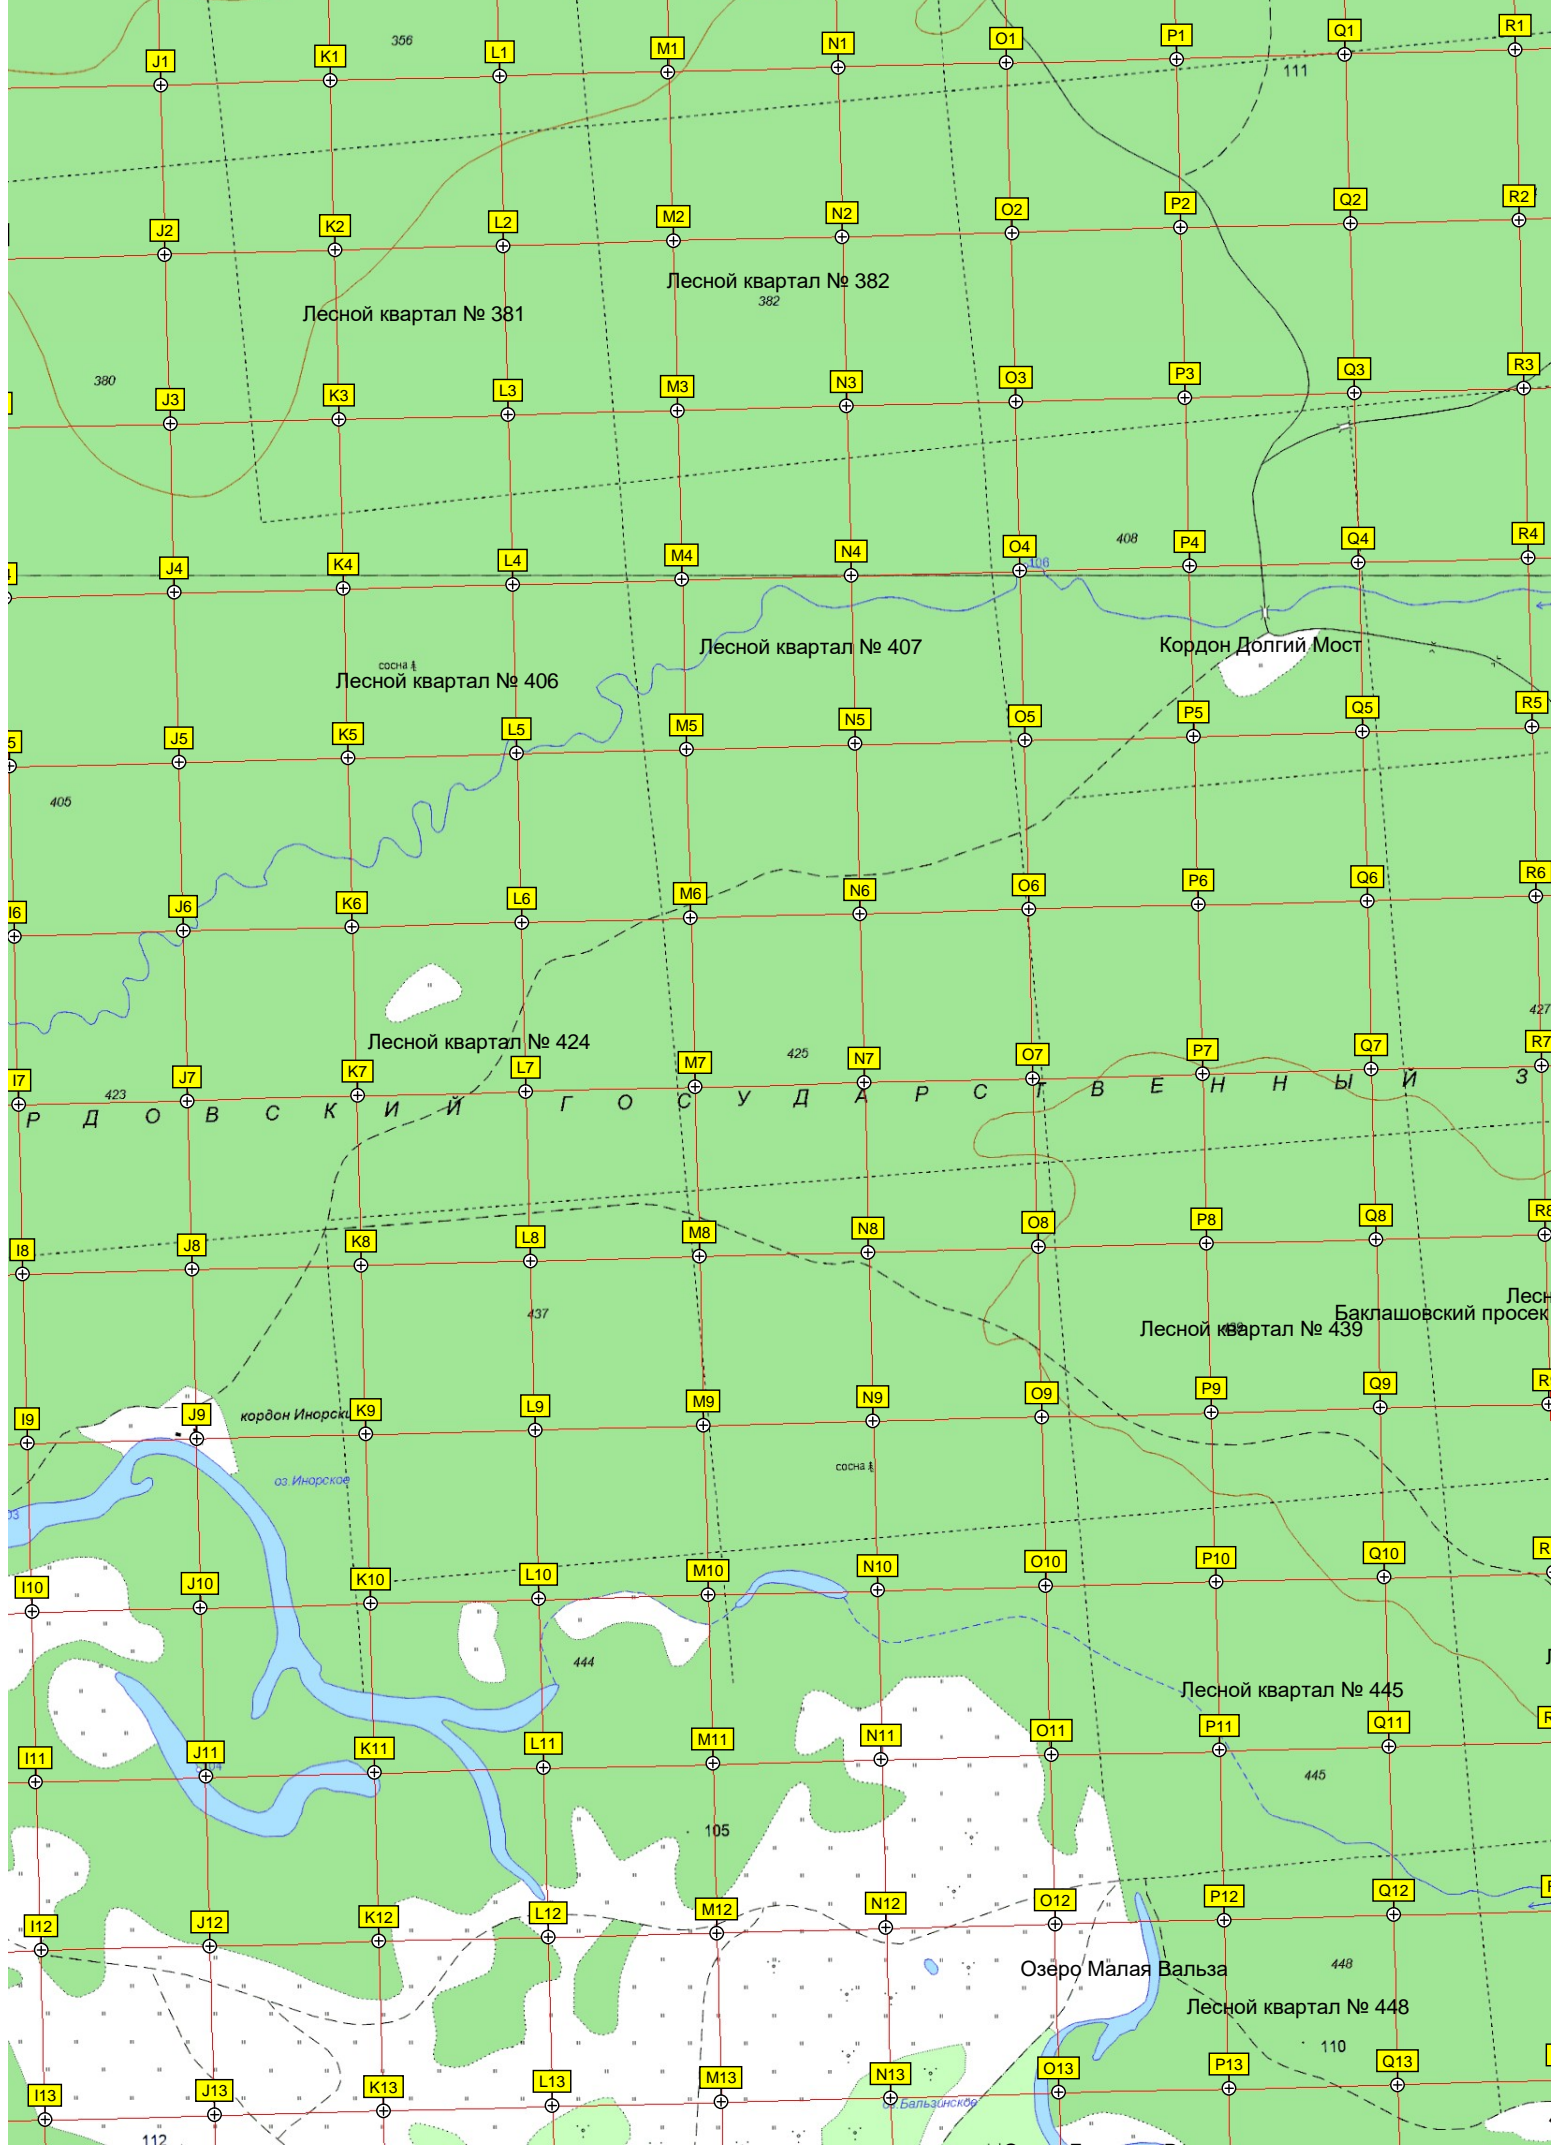 J1 K1 L1 M1 N1 O1 P1 Q1 R1
356
111
J2 K2 L2 M2 N2 O2 P2 Q2 R2
Лесной квартал № 382
382
Лесной квартал № 381
380
J3 K3 L3 M3 N3 O3 P3 Q3 R3
408
J4 K4 L4 M4 N4 O4 P4 Q4 R4
106
Лесной квартал № 407
Кордон Долгий Мост
сосна
Лесной квартал № 406
5 J5 K5 L5 M5 N5 O5 P5 Q5 R5
405
I6 J6 K6 L6 M6 N6 O6 P6 Q6 R6
427
Лесной квартал № 424
425
I7 J7 K7 L7 M7 N7 O7 P7 Q7 R7
423
Р Д О В С К И Й Г О С У Д А Р С Т В Е Н Н Ы Й З
I8 J8 K8 L8 M8 N8 O8 P8 Q8 R8
Лесн
437
Баклашовский просек
Лесной квартал № 439
I9 J9 K9 L9 M9 N9 O9 P9 Q9 R
кордон Инорски
сосна
оз.Инорское
I10 J10 K10 L10 M10 N10 O10 P10 Q10 R
444
Лесной квартал № 445
I11 J11 K11 L11 M11 N11 O11 P11 Q11 R
445
105
I12 J12 K12 L12 M12 N12 O12 P12 Q12
448
Озеро Малая Вальза
Лесной квартал № 448
110
I13 J13 K13 L13 M13 N13 O13 P13 Q13
112